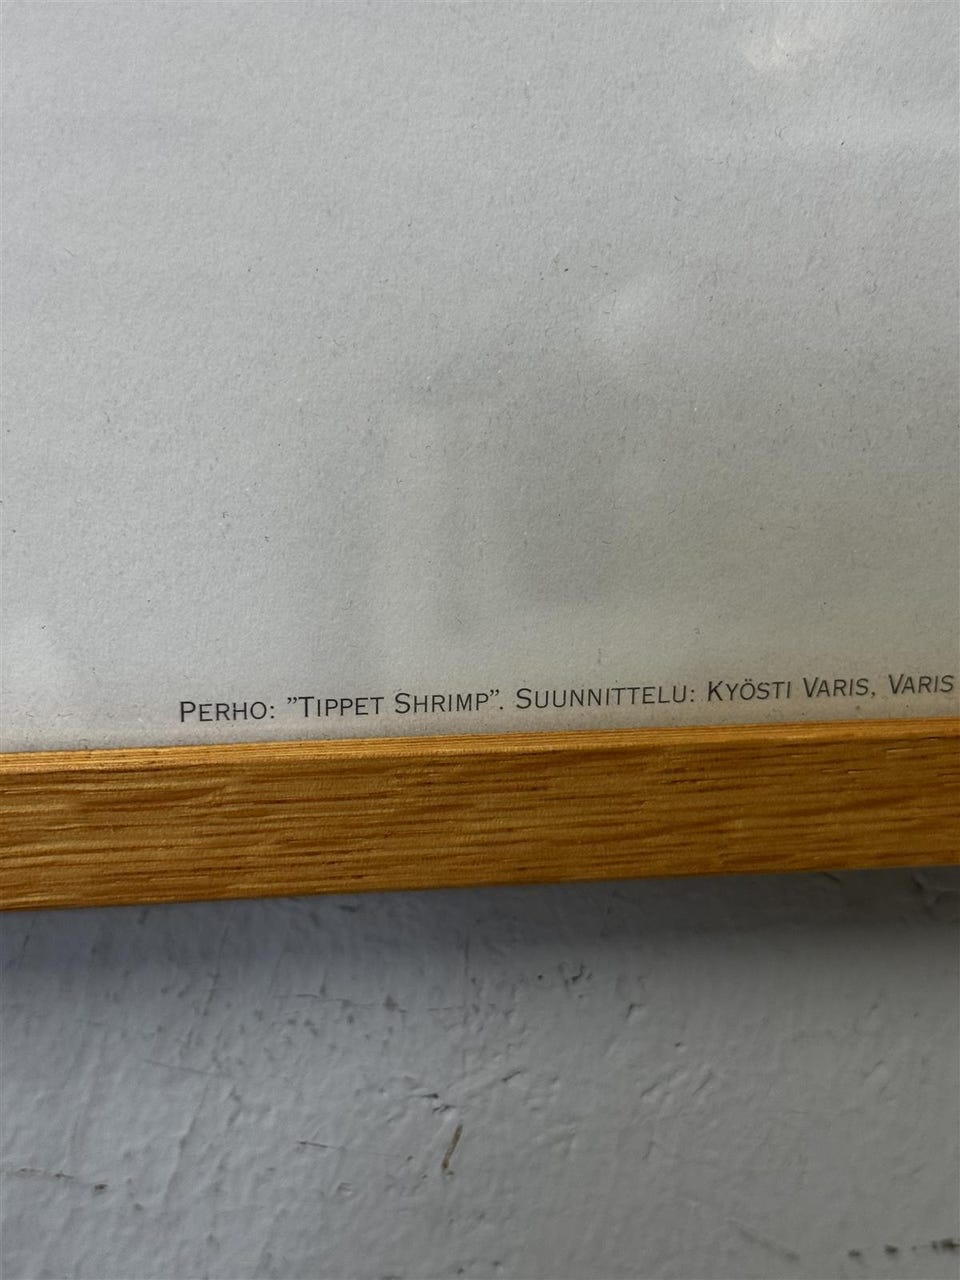 PERHO: ”TIPPET SHRIMP”. SUUNNITTELU: KYÖSTI VARIS, VARIS